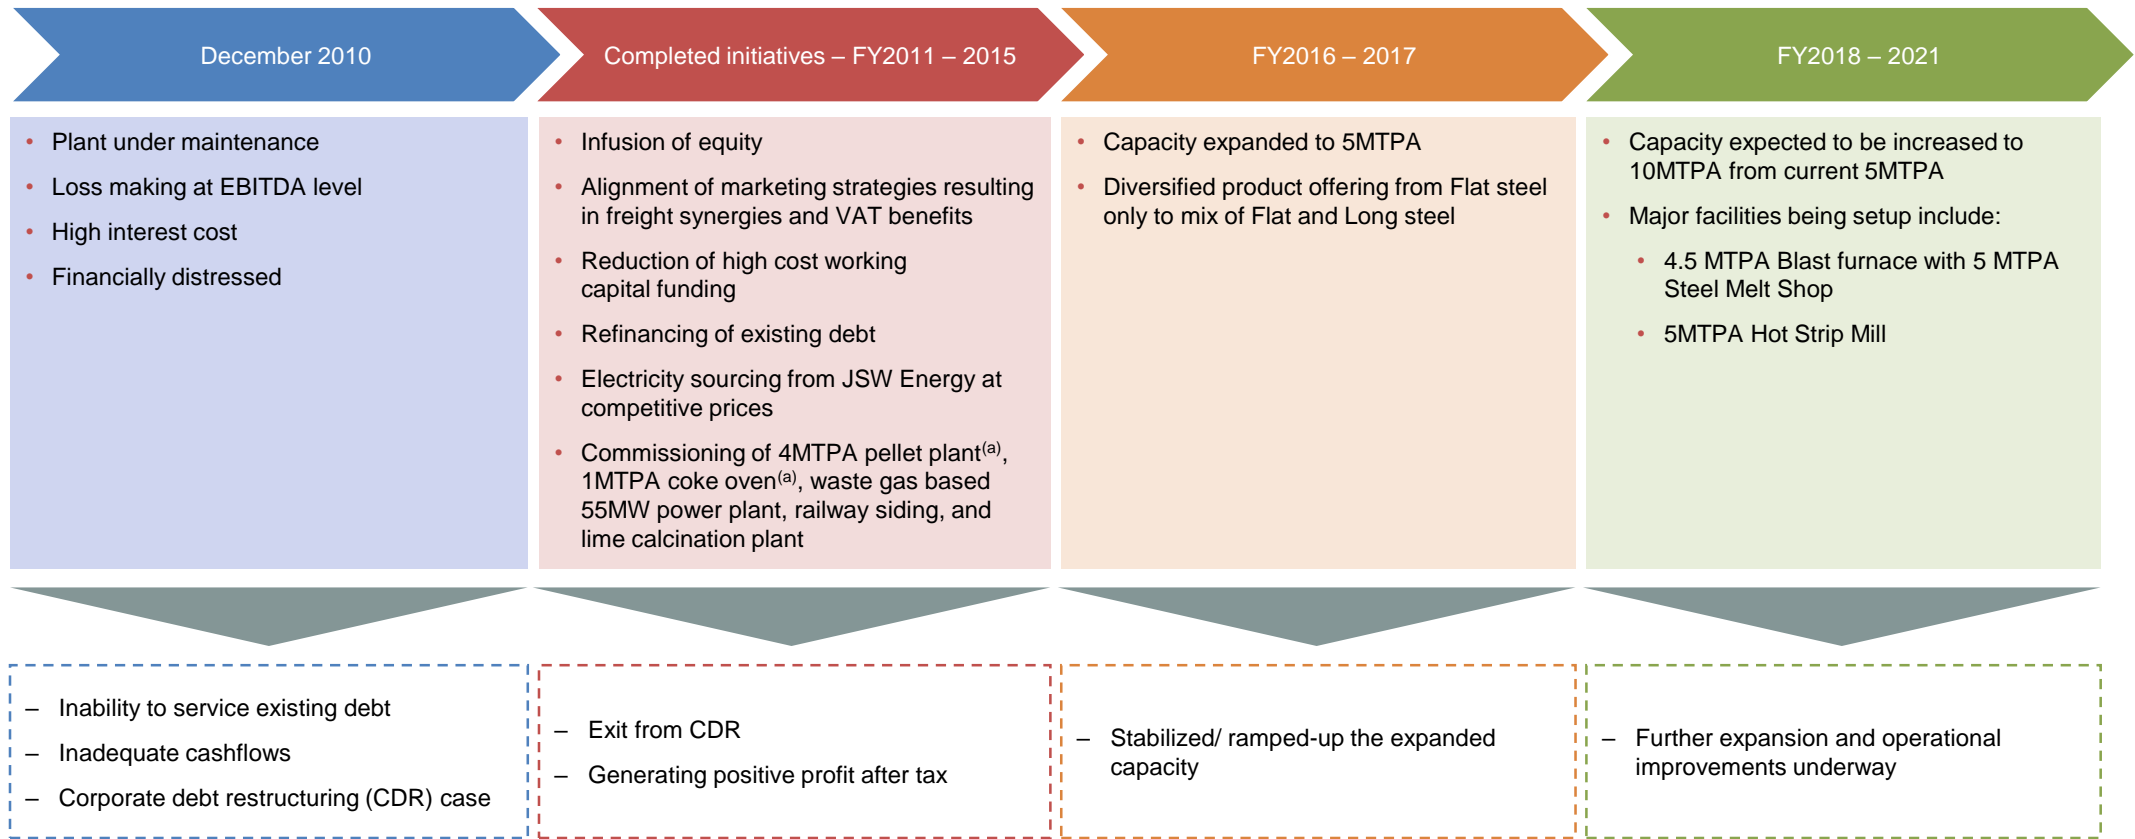 December 2010
Completed initiatives – FY2011 – 2015
FY2016 – 2017
FY2018 – 2021
• Plant under maintenance
• Loss making at EBITDA level
• High interest cost
• Financially distressed
• Infusion of equity
• Alignment of marketing strategies resulting
in freight synergies and VAT benefits
• Reduction of high cost working
capital funding
• Refinancing of existing debt
• Electricity sourcing from JSW Energy at
competitive prices
• Commissioning of 4MTPA pellet plant(a),
1MTPA coke oven(a), waste gas based
55MW power plant, railway siding, and
lime calcination plant
• Capacity expanded to 5MTPA
• Diversified product offering from Flat steel
only to mix of Flat and Long steel
• Capacity expected to be increased to
10MTPA from current 5MTPA
• Major facilities being setup include:
• 4.5 MTPA Blast furnace with 5 MTPA
Steel Melt Shop
• 5MTPA Hot Strip Mill
– Inability to service existing debt
– Inadequate cashflows
– Corporate debt restructuring (CDR) case
– Exit from CDR
– Generating positive profit after tax
– Stabilized/ ramped-up the expanded
capacity
– Further expansion and operational
improvements underway